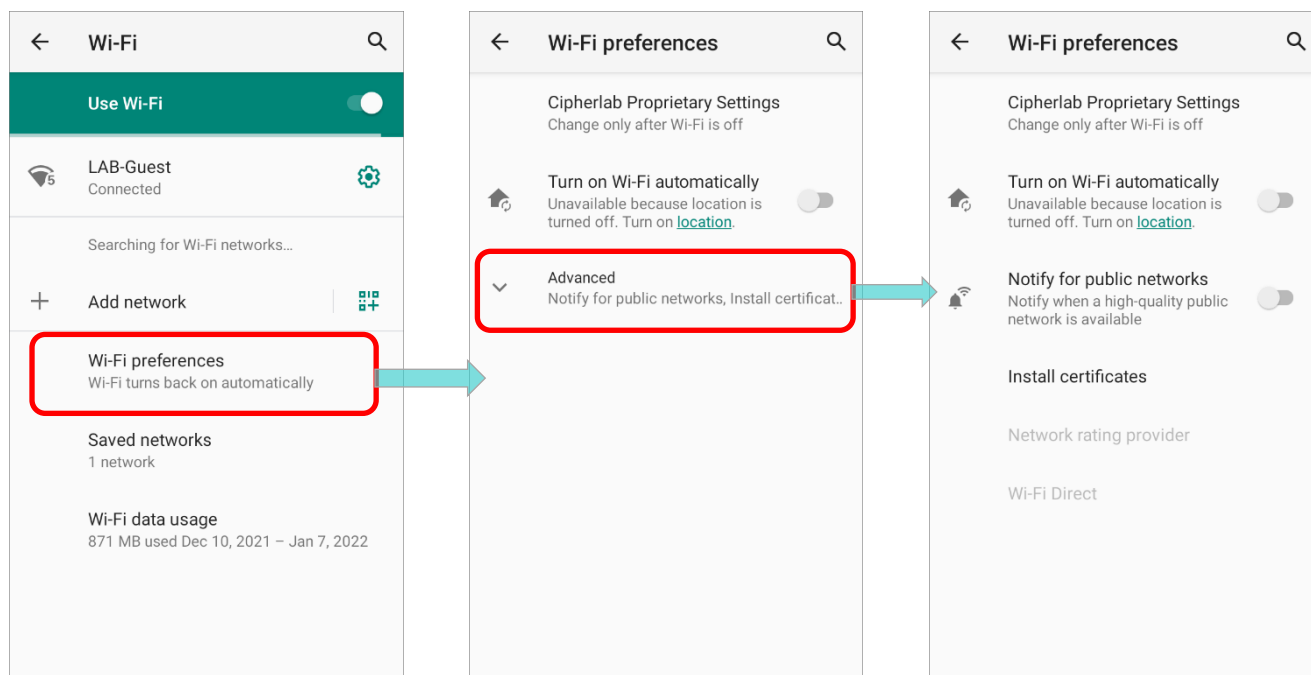 Wi-Fi
Use Wi-Fi
5
LAB-Guest
Connected
Searching for Wi-Fi networks...
Add network
Wi-Fi preferences
Wi-Fi turns back on automatically
Saved networks
1 network
Wi-Fi data usage
871 MB used Dec 10, 2021 – Jan 7, 2022
Wi-Fi preferences
Cipherlab Proprietary Settings
Change only after Wi-Fi is off
Turn on Wi-Fi automatically
Unavailable because location is
turned off. Turn on location.
Advanced
Notify for public networks, Install certificat..
Wi-Fi preferences
Cipherlab Proprietary Settings
Change only after Wi-Fi is off
Turn on Wi-Fi automatically
Unavailable because location is
turned off. Turn on location.
Notify for public networks
Notify when a high-quality public
network is available
Install certificates
Network rating provider
Wi-Fi Direct